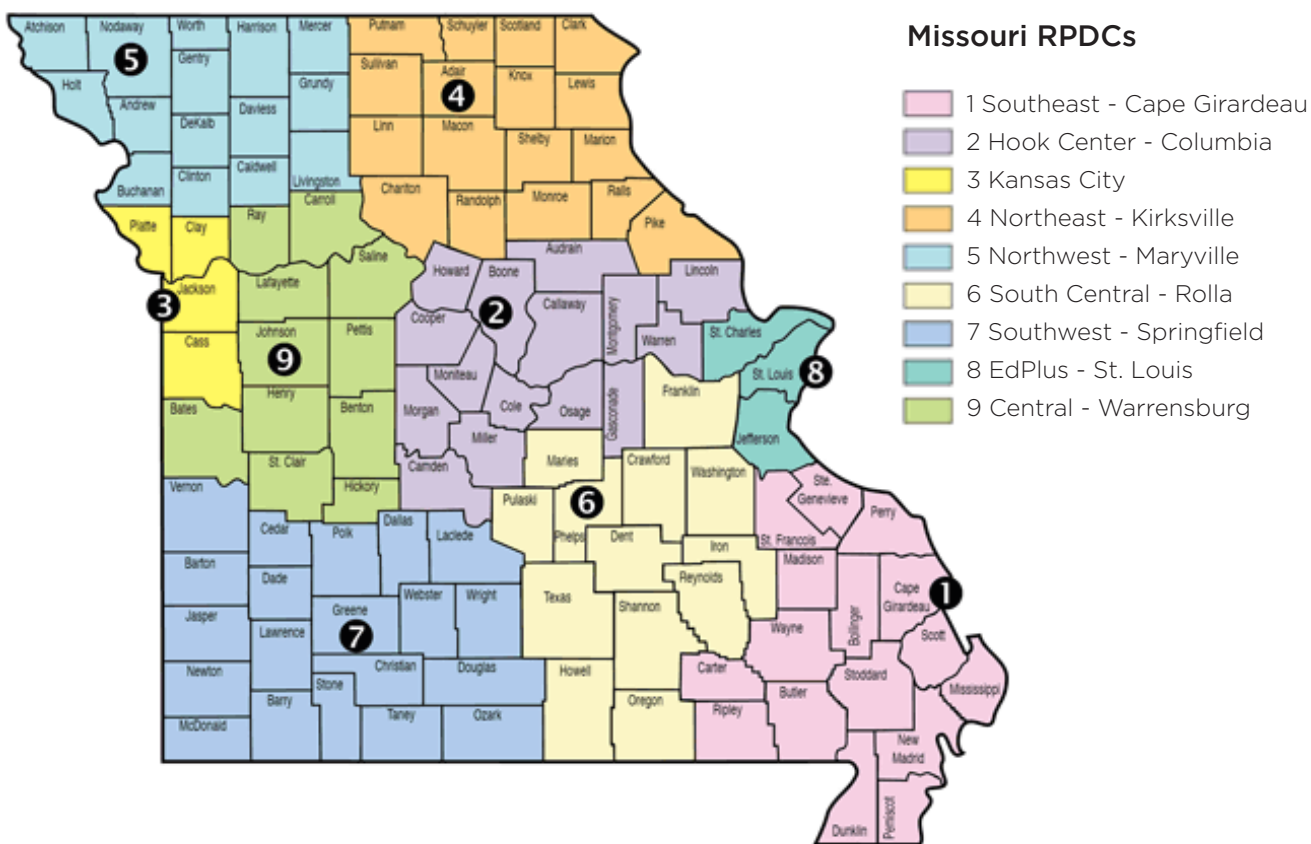 Missouri RPDCs
1 Southeast - Cape Girardeau
2 Hook Center - Columbia
3 Kansas City
4 Northeast - Kirksville
5 Northwest - Maryville
6 South Central - Rolla
7 Southwest - Springfield
8 EdPlus - St. Louis
9 Central - Warrensburg
Atchison
Nodaway
Worth
Harrison
Mercer
Putnam
Schuyler
Scotland
Clark
5
Gentry
Sullivan
Adair
Knox
Lewis
Holt
Grundy
4
Andrew
Daviess
DeKalb
Linn
Macon
Shelby
Marion
Buchanan
Clinton
Caldwell
Livingston
Chariton
Randolph
Monroe
Ralls
Carroll
Ray
Platte
Clay
Pike
Saline
Audrain
Howard
Boone
Lincoln
3
Jackson
Lafayette
Cooper
2
Callaway
Montgomery
Warren
St. Charles
Johnson
Pettis
Cass
9
St. Louis
8
Moniteau
Henry
Franklin
Bates
Benton
Morgan
Cole
Osage
Gasconade
Jefferson
Miller
St. Clair
Camden
Maries
Crawford
Washington
Vernon
Hickory
Pulaski
6
Ste.
Genevieve
Perry
Cedar
Polk
Dallas
Laclede
Phelps
Dent
Iron
St. Francois
Barton
Madison
Dade
Reynolds
Cape
Girardeau
1
Jasper
Greene
Webster
Wright
Texas
Shannon
Bollinger
Lawrence
7
Wayne
Scott
Newton
Christian
Douglas
Howell
Carter
Stoddard
Mississippi
Stone
Barry
Butler
McDonald
Taney
Ozark
Oregon
Ripley
New
Madrid
Dunklin
Pemiscot